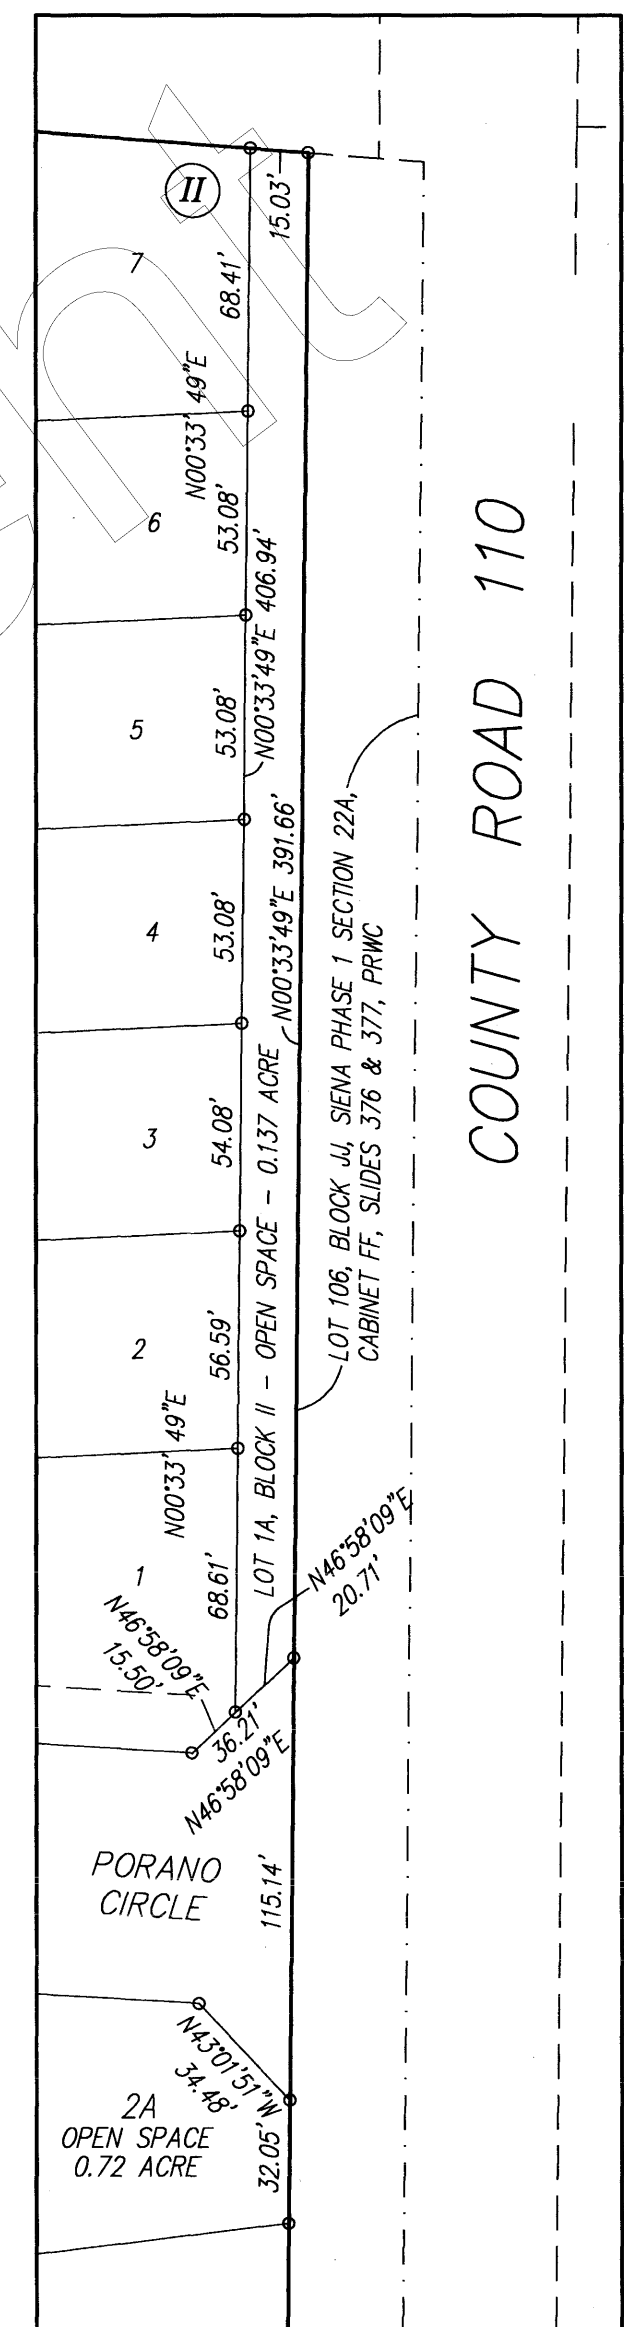 II
15.03'
7
68.41'
N00°33' 49"E
6
53.08'
N00°33'49"E 406.94'
5
53.08'
4
53.08'
N00°33'49"E 391.66'
3
54.08'
LOT 1A, BLOCK II - OPEN SPACE - 0.137 ACRE
LOT 106, BLOCK JJ, SIENA PHASE 1 SECTION 22A,
CABINET FF, SLIDES 376 & 377, PRWC
COUNTY ROAD 110
2
56.59'
N00°33' 49"E
1
68.61'
N46°58'09"E
15.50'
N46°58'09"E
20.71'
36.21'
N46°58'09"E
PORANO
CIRCLE
115.14'
N43°01'51"W
34.48'
2A
OPEN SPACE
0.72 ACRE
32.05'